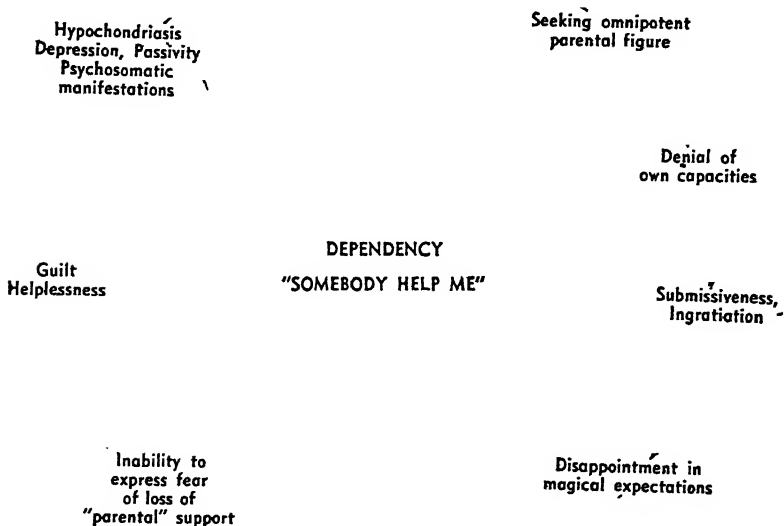 Hypochondriasis
Depression, Passivity
Psychosomatic
manifestations
Seeking omnipotent
parental figure
Denial of
own capacities
DEPENDENCY
"SOMEBODY HELP ME"
Guilt
Helplessness
Submissiveness,
Ingratiation
Inability to
express fear
of loss of
"parental" support
Disappointment in
magical expectations